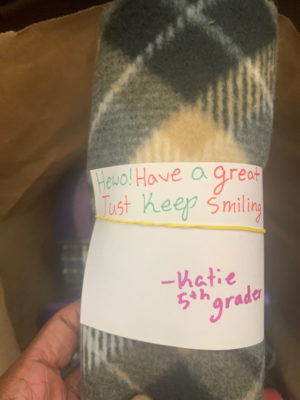 Hewo! Have a great
Just Keep Smiling
-Katie
5th grader